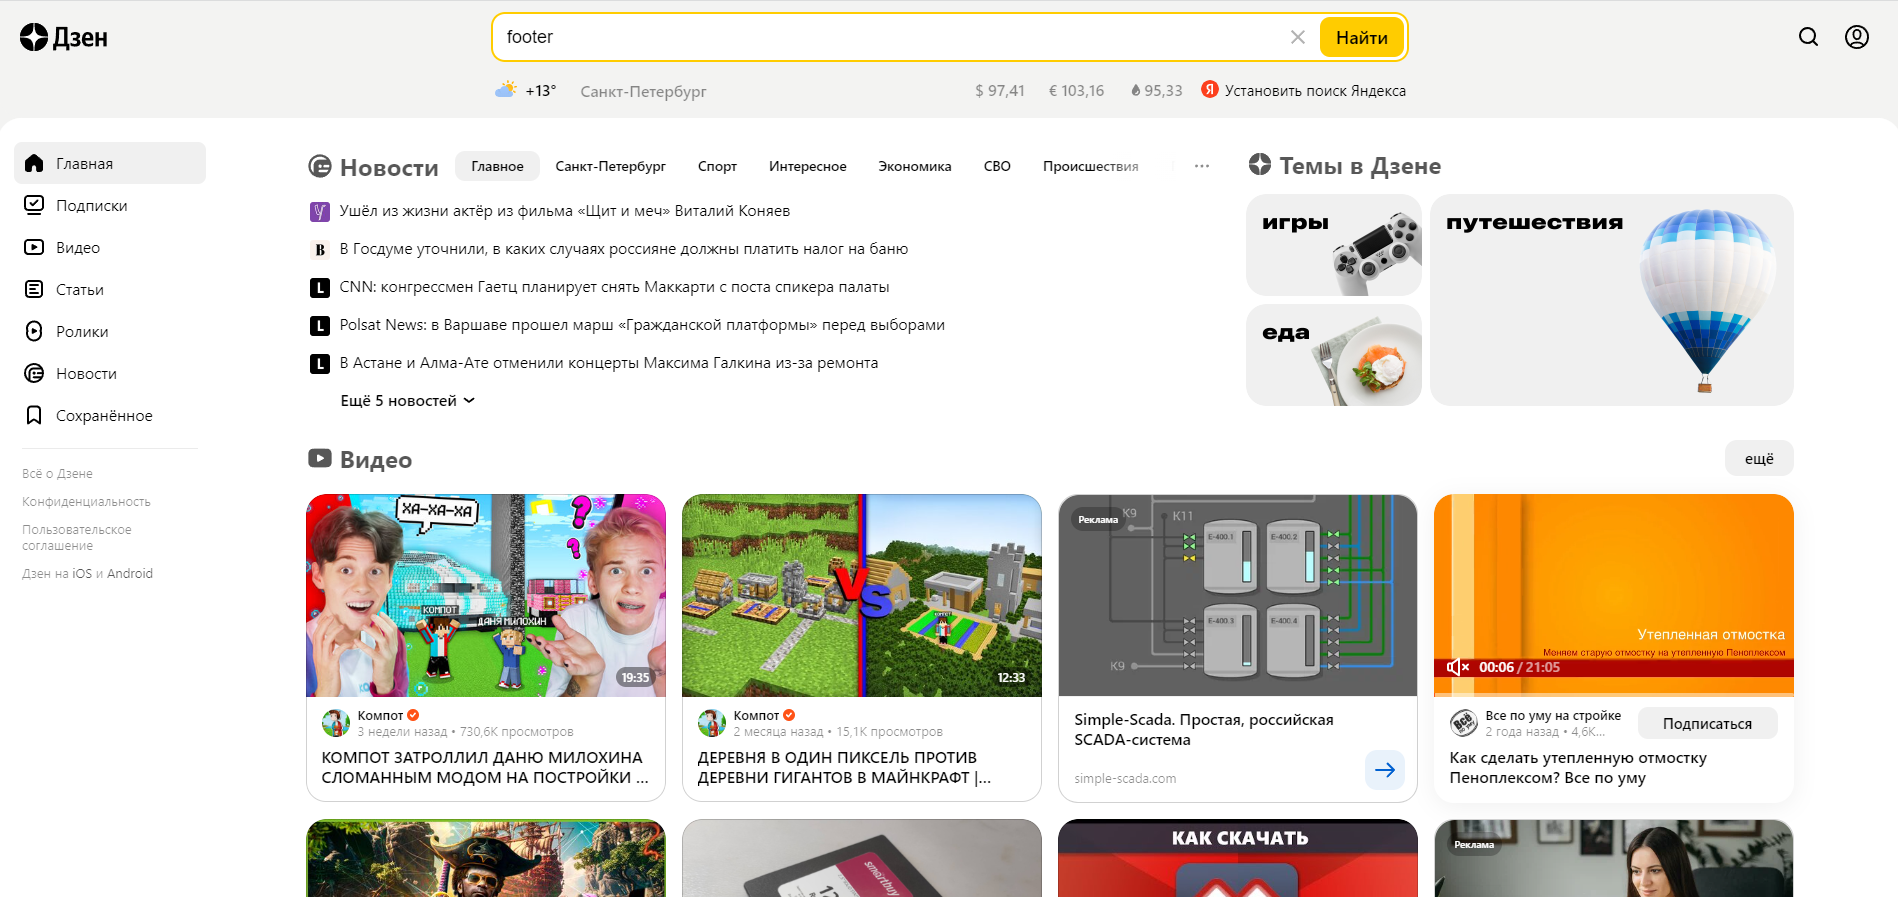 Дзен
footer
Найти
+13°
Санкт-Петербург
$ 97,41
€ 103,16
95,33
Я
Установить поиск Яндекса
Главная
Подписки
Видео
Статьи
Ролики
Новости
Сохранённое
Всё о Дзене
Конфиденциальность
Пользовательское
соглашение
Дзен на iOS и Android
Новости
Главное
Санкт-Петербург
Спорт
Интересное
Экономика
СВО
Происшествия
...
Ушёл из жизни актёр из фильма «Щит и меч» Виталий Коняев
В
В Госдуме уточнили, в каких случаях россияне должны платить налог на баню
L
CNN: конгрессмен Гаетц планирует снять Маккарти с поста спикера палаты
L
Polsat News: в Варшаве прошел марш «Гражданской платформы» перед выборами
L
В Астане и Алма-Ате отменили концерты Максима Галкина из-за ремонта
Ещё 5 новостей
Темы в Дзене
игры
путешествия
еда
Видео
ещё
ХА-ХА-ХА
?
?
КОМПОТ
ДАНЯ МИЛОХИН
19:35
Компот
3 недели назад • 730,6K просмотров
КОМПОТ ЗАТРОЛЛИЛ ДАНЮ МИЛОХИНА
СЛОМАННЫМ МОДОМ НА ПОСТРОЙКИ ...
VS
12:33
Компот
2 месяца назад • 15,1K просмотров
ДЕРЕВНЯ В ОДИН ПИКСЕЛЬ ПРОТИВ
ДЕРЕВНИ ГИГАНТОВ В МАЙНКРАФТ |...
Реклама
K9
K11
E-400.1
E-400.2
E-400.3
E-400.4
K9
Simple-Scada. Простая, российская
SCADA-система
simple-scada.com
Утепленная отмостка
Меняем старую отмостку на утепленную Пеноплексом
00:06 / 21:05
Всё
Все по уму на стройке
2 года назад • 4,6K...
Подписаться
Как сделать утепленную отмостку
Пеноплексом? Все по уму
smartbuy
КАК СКАЧАТЬ
Реклама